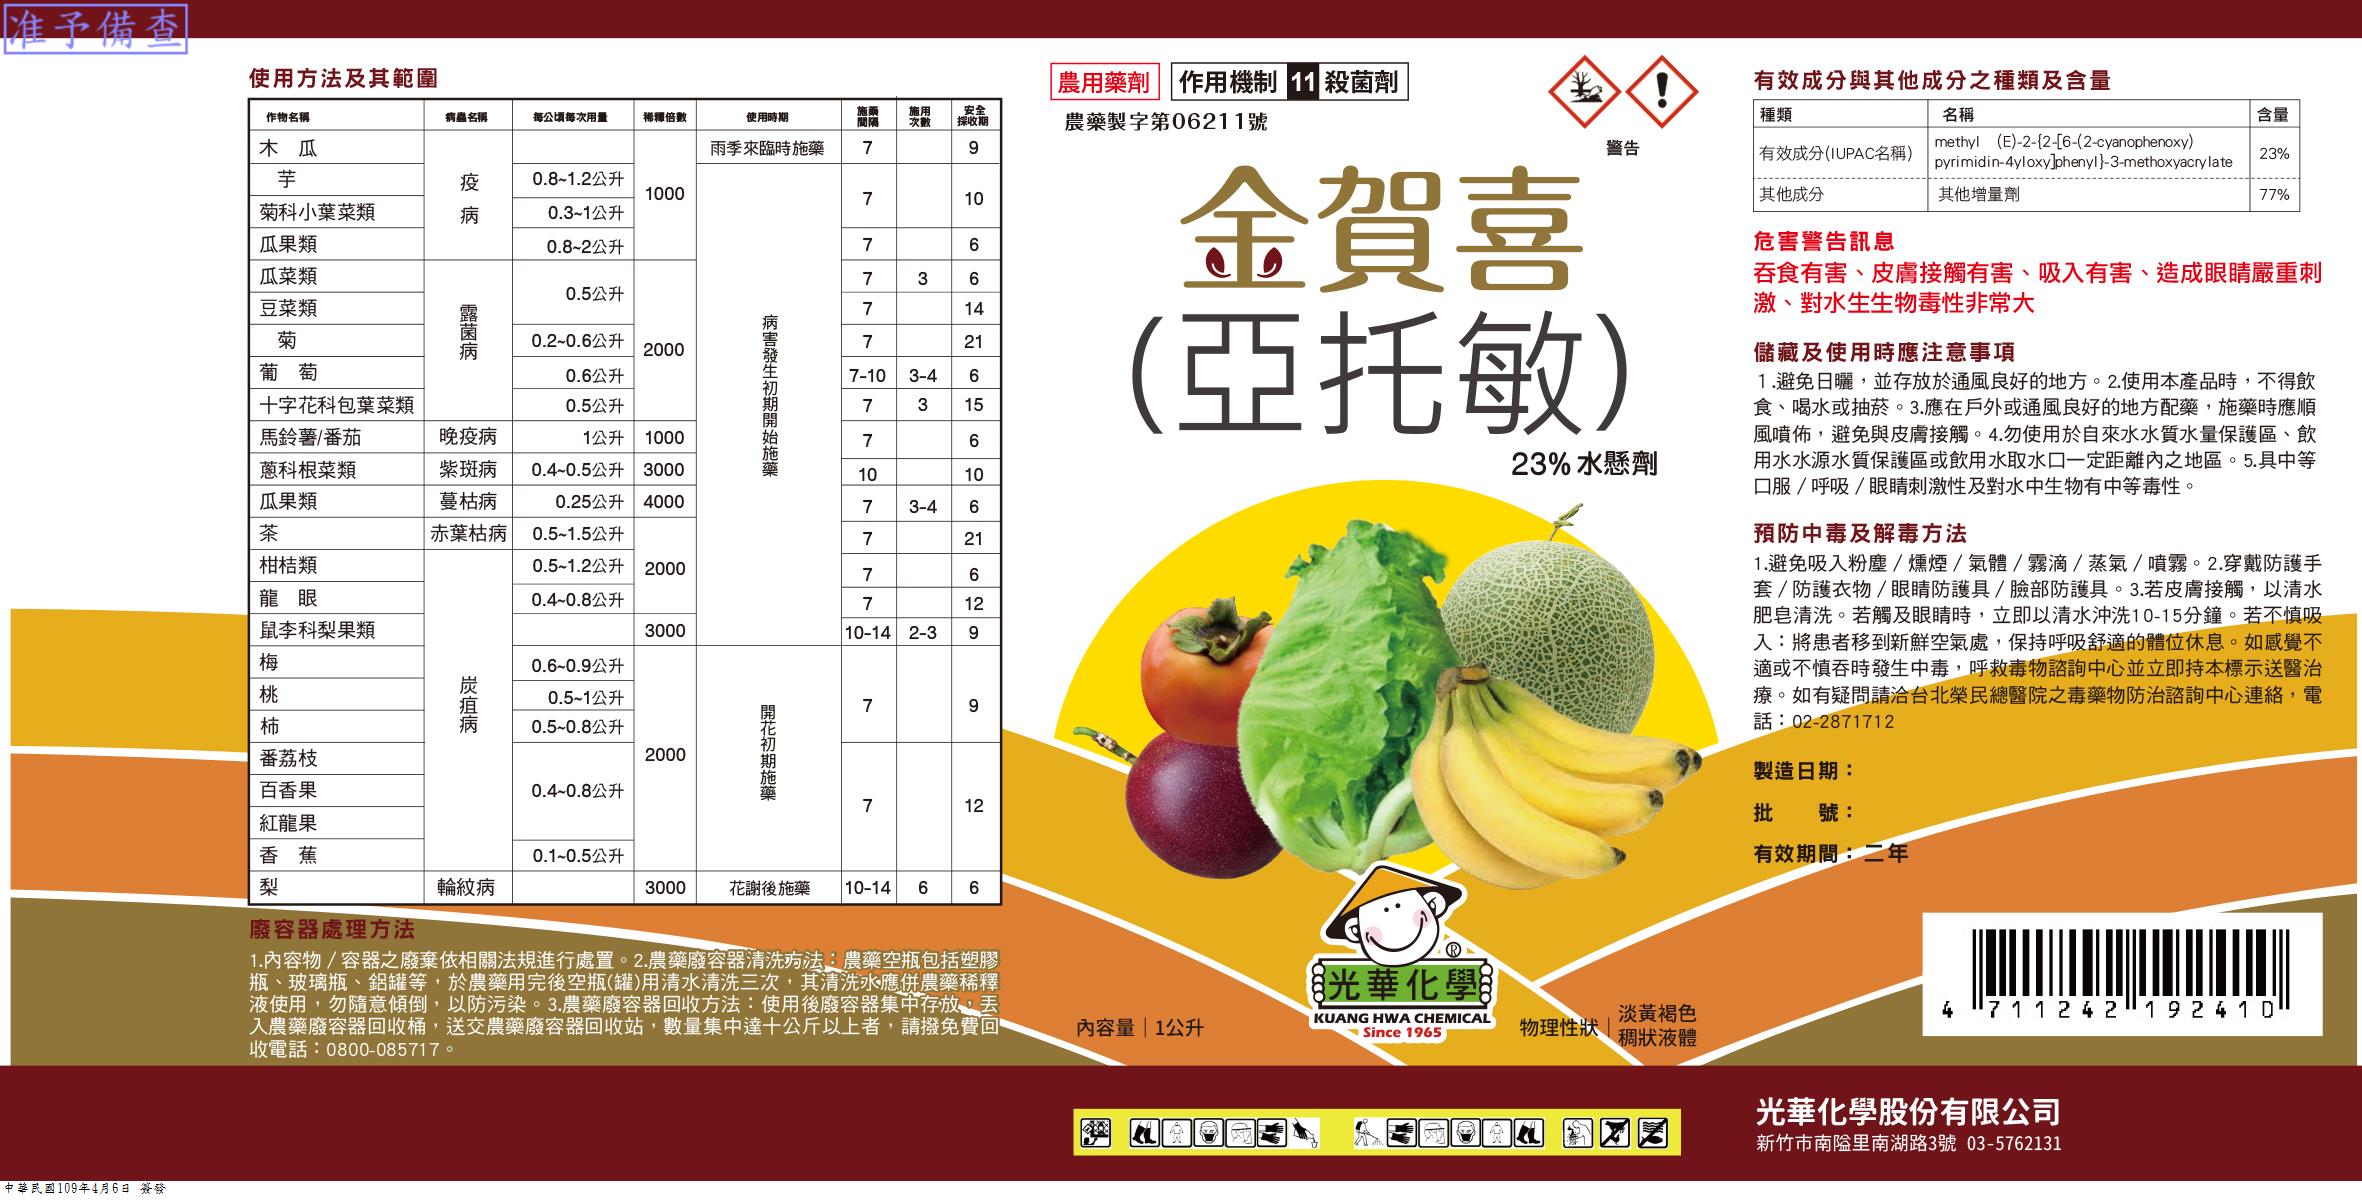 准予備查
使用方法及其範圍
作物名稱 病蟲名稱 每公頃每次用量 稀釋倍數 使用時期 施藥間隔 施用次數 安全採收期
木瓜 疫病 1000 雨季來臨時施藥 7 9
芋 0.8~1.2公升 病害發生初期開始施藥 7 10
菊科小葉菜類 0.3~1公升
瓜果類 0.8~2公升 7 6
瓜菜類 露菌病 0.5公升 2000 7 3 6
豆菜類 7 14
菊 0.2~0.6公升 7 21
葡萄 0.6公升 7-10 3-4 6
十字花科包葉菜類 0.5公升 7 3 15
馬鈴薯/番茄 晚疫病 1公升 1000 7 6
蔥科根菜類 紫斑病 0.4~0.5公升 3000 10 10
瓜果類 蔓枯病 0.25公升 4000 7 3-4 6
茶 赤葉枯病 0.5~1.5公升 2000 7 21
柑桔類 炭疽病 0.5~1.2公升 7 6
龍眼 0.4~0.8公升 7 12
鼠李科梨果類 3000 10-14 2-3 9
梅 0.6~0.9公升 2000 開花初期施藥 7 9
桃 0.5~1公升
柿 0.5~0.8公升
番荔枝 0.4~0.8公升 7 12
百香果
紅龍果
香蕉 0.1~0.5公升
梨 輪紋病 3000 花謝後施藥 10-14 6 6
廢容器處理方法
1.內容物／容器之廢棄依相關法規進行處置。2.農藥廢容器清洗方法：農藥空瓶包括塑膠
瓶、玻璃瓶、鋁罐等，於農藥用完後空瓶(罐)用清水清洗三次，其清洗水應併農藥稀釋
液使用，勿隨意傾倒，以防污染。3.農藥廢容器回收方法：使用後廢容器集中存放，丟
入農藥廢容器回收桶，送交農藥廢容器回收站，數量集中達十公斤以上者，請撥免費回
收電話：0800-085717。
農用藥劑 作用機制 11 殺菌劑
農藥製字第06211號
警告
金賀喜
(亞托敏)
23% 水懸劑
光華化學
®
KUANG HWA CHEMICAL
Since 1965
內容量｜1公升
物理性狀｜淡黃褐色
稠狀液體
有效成分與其他成分之種類及含量
種類 名稱 含量
有效成分(IUPAC名稱) methyl (E)-2-{2-[6-(2-cyanophenoxy)
pyrimidin-4yloxy]phenyl}-3-methoxyacrylate 23%
其他成分 其他增量劑 77%
危害警告訊息
吞食有害、皮膚接觸有害、吸入有害、造成眼睛嚴重刺
激、對水生生物毒性非常大
儲藏及使用時應注意事項
1.避免日曬，並存放於通風良好的地方。2.使用本產品時，不得飲
食、喝水或抽菸。3.應在戶外或通風良好的地方配藥，施藥時應順
風噴佈，避免與皮膚接觸。4.勿使用於自來水水質水量保護區、飲
用水水源水質保護區或飲用水取水口一定距離內之地區。5.具中等
口服／呼吸／眼睛刺激性及對水中生物有中等毒性。
預防中毒及解毒方法
1.避免吸入粉塵／燻煙／氣體／霧滴／蒸氣／噴霧。2.穿戴防護手
套／防護衣物／眼睛防護具／臉部防護具。3.若皮膚接觸，以清水
肥皂清洗。若觸及眼睛時，立即以清水沖洗10-15分鐘。若不慎吸
入：將患者移到新鮮空氣處，保持呼吸舒適的體位休息。如感覺不
適或不慎吞時發生中毒，呼救毒物諮詢中心並立即持本標示送醫治
療。如有疑問請洽台北榮民總醫院之毒藥物防治諮詢中心連絡，電
話：02-2871712
製造日期：
批號：
有效期間：二年
4 711242 192410
光華化學股份有限公司
新竹市南隘里南湖路3號 03-5762131
中華民國109年4月6日 簽發